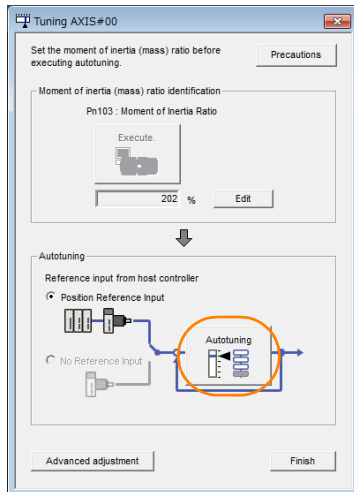 Tuning AXIS#00
Set the moment of inertia (mass) ratio before
executing autotuning.
Precautions
Moment of inertia (mass) ratio identification
Pn103 : Moment of Inertia Ratio
Execute.
202 % Edit
Autotuning
Reference input from host controller
Position Reference Input
Autotuning
No Reference Input
Advanced adjustment
Finish